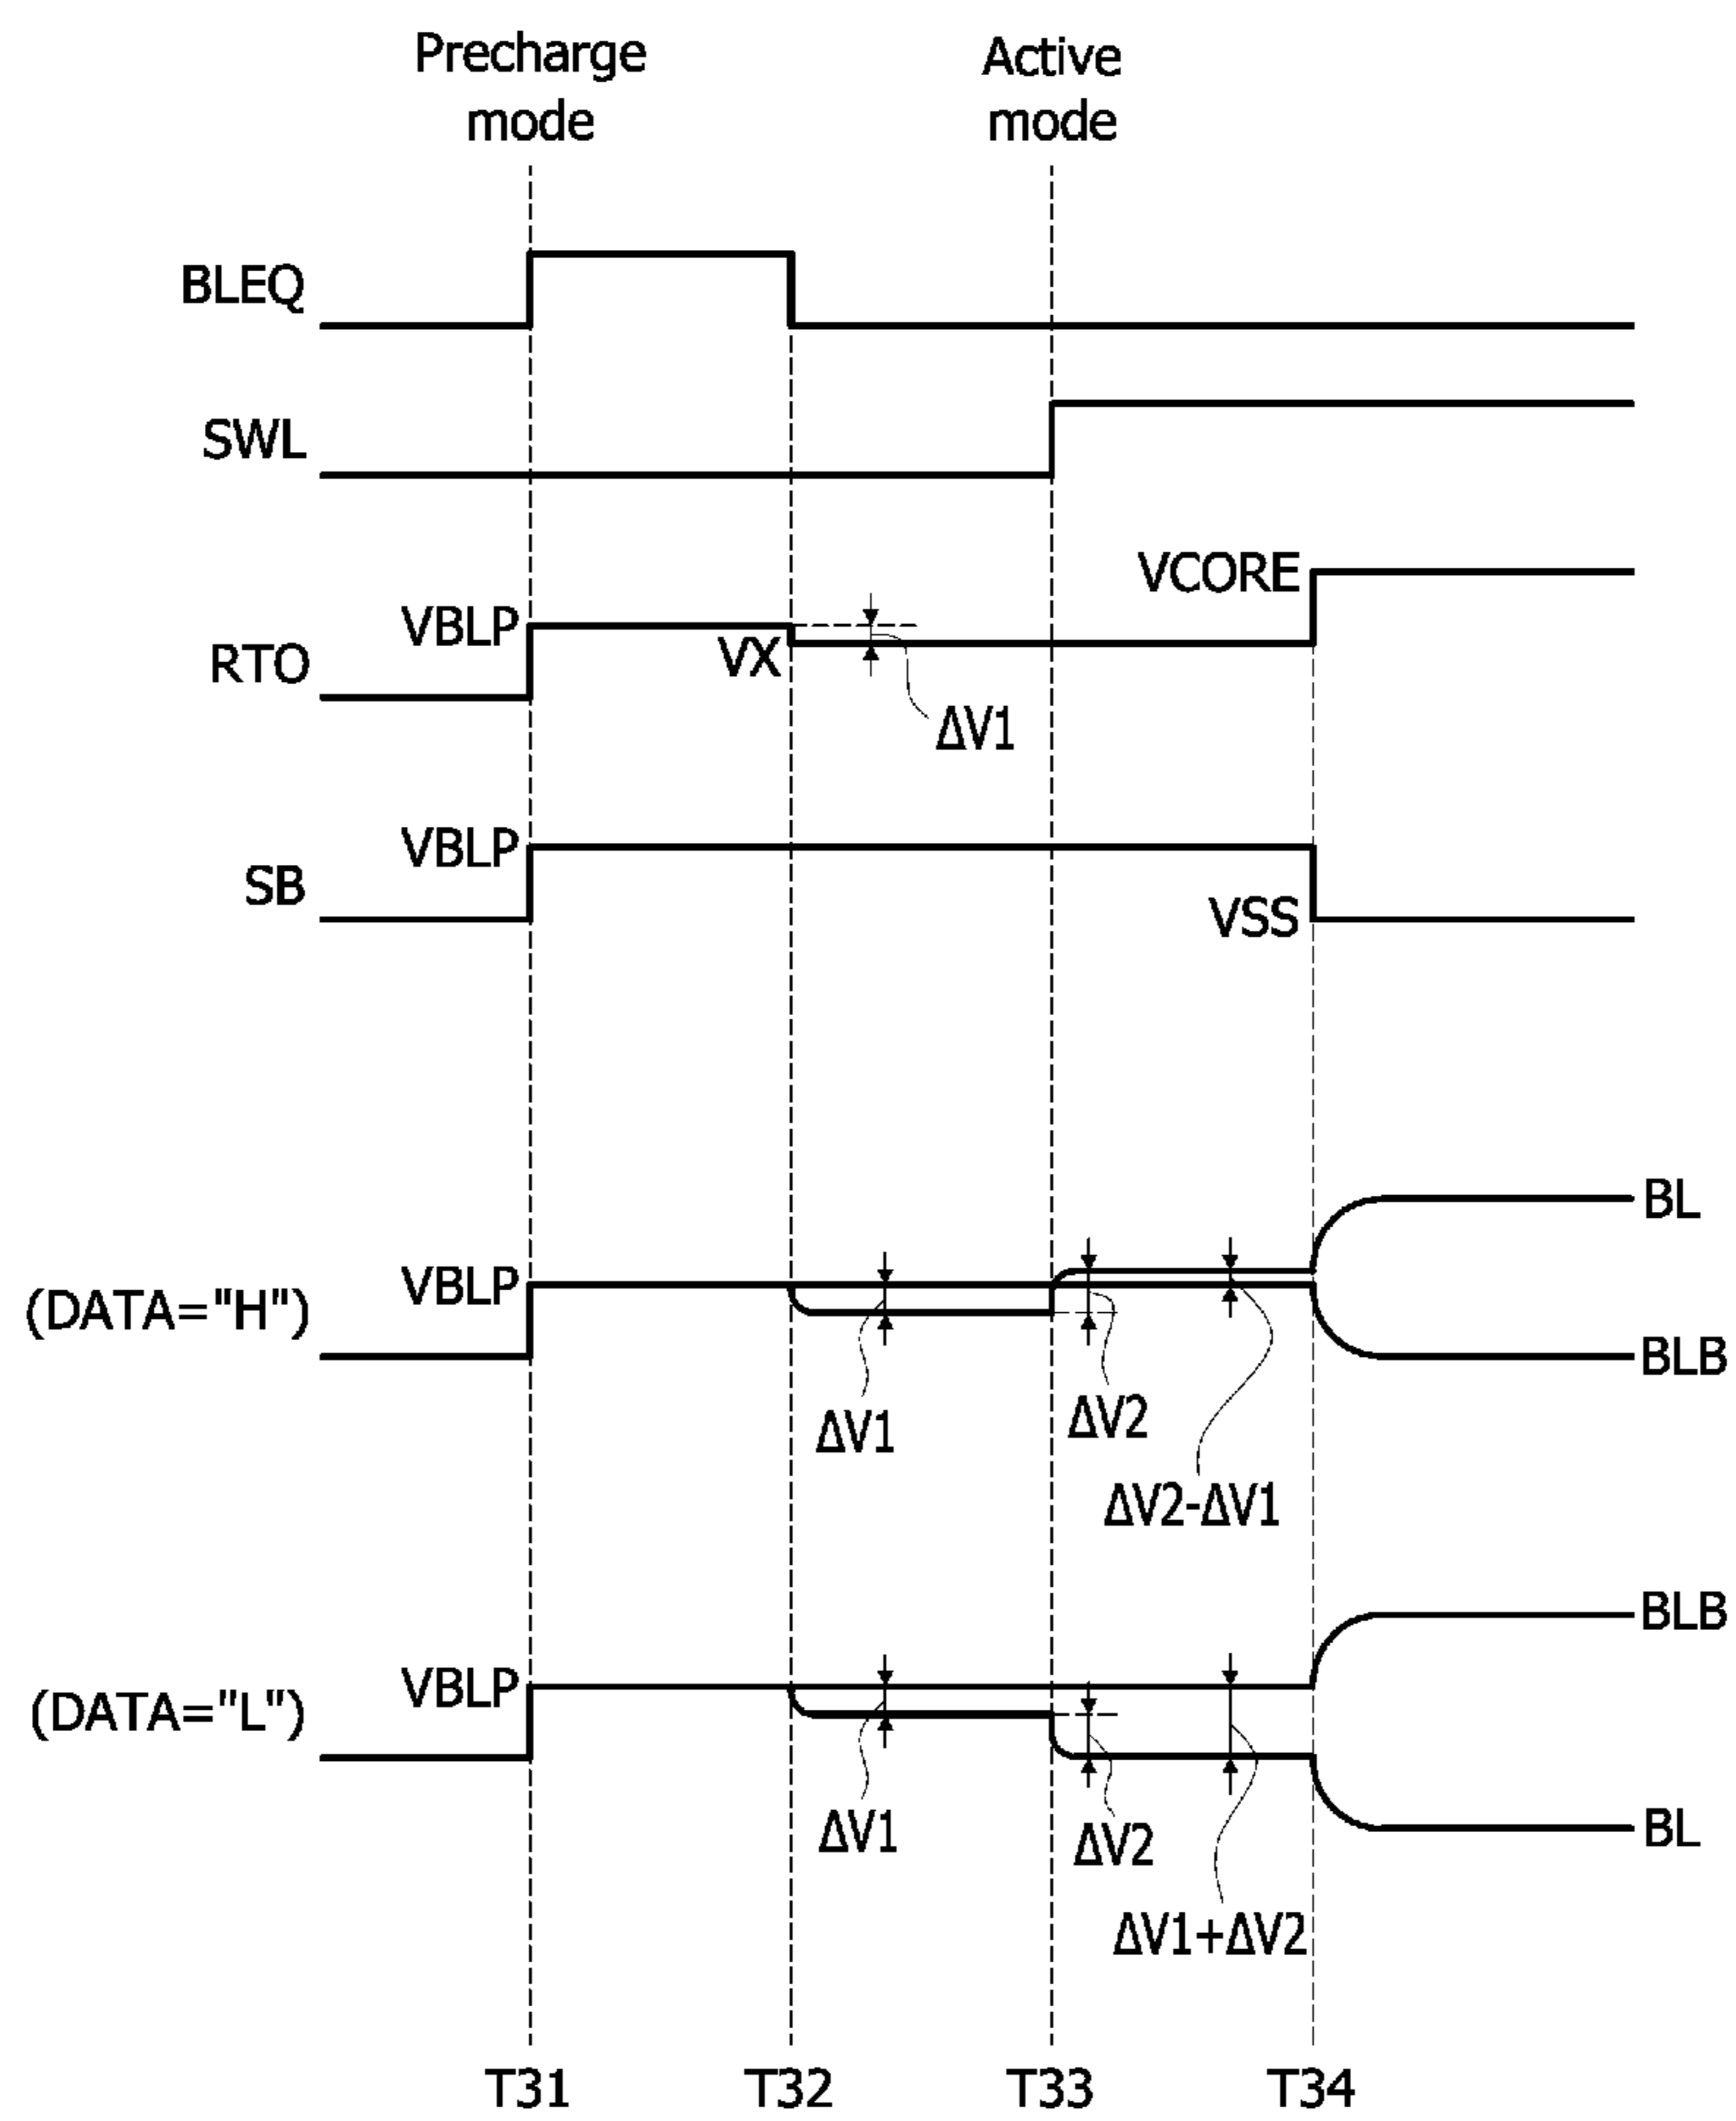 Precharge
mode
Active
mode
BLEQ
SWL
VCORE
VBLP
RTO
VX
ΔV1
VBLP
SB
VSS
BL
VBLP
(DATA="H")
BLB
ΔV1
ΔV2
ΔV2-ΔV1
BLB
VBLP
(DATA="L")
ΔV1
ΔV2
BL
ΔV1+ΔV2
T31
T32
T33
T34